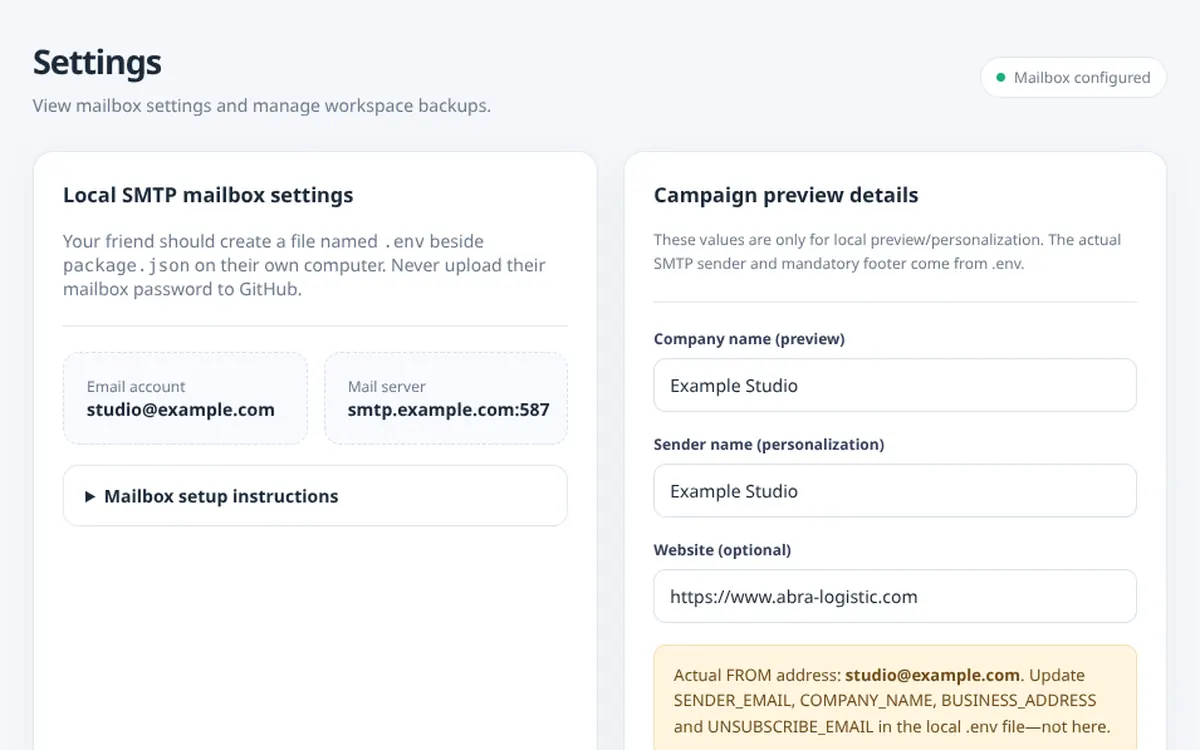 Settings
View mailbox settings and manage workspace backups.
Mailbox configured
Local SMTP mailbox settings
Your friend should create a file named .env beside
package.json on their own computer. Never upload their
mailbox password to GitHub.
Email account
studio@example.com
Mail server
smtp.example.com:587
Mailbox setup instructions
Campaign preview details
These values are only for local preview/personalization. The actual
SMTP sender and mandatory footer come from .env.
Company name (preview)
Example Studio
Sender name (personalization)
Example Studio
Website (optional)
https://www.abra-logistic.com
Actual FROM address: studio@example.com. Update
SENDER_EMAIL, COMPANY_NAME, BUSINESS_ADDRESS
and UNSUBSCRIBE_EMAIL in the local .env file—not here.